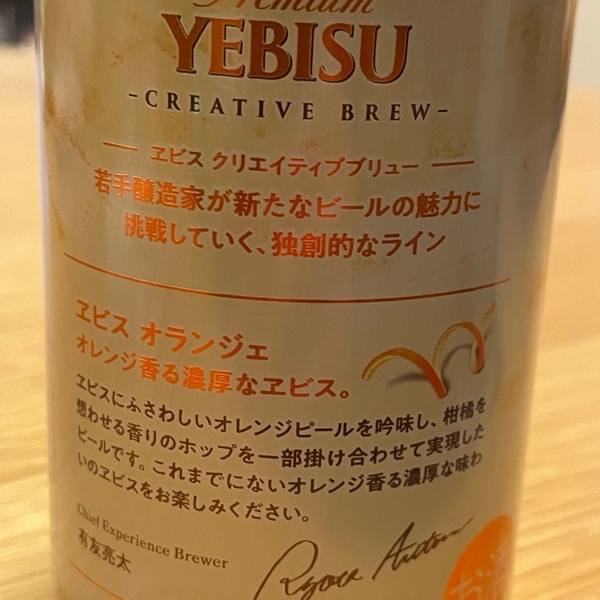 Premium
YEBISU
-CREATIVE BREW-
ヱビス クリエイティブブリュー
若手醸造家が新たなビールの魅力に
挑戦していく、独創的なライン
ヱビス オランジェ
オレンジ香る濃厚なヱビス。
ヱビスにふさわしいオレンジピールを吟味し、柑橘を
想わせる香りのホップを一部掛け合わせて実現した
ビールです。これまでにないオレンジ香る濃厚な味わ
いのヱビスをお楽しみください。
Chief Experience Brewer
有友亮太
Ryota Aritomo
お酒